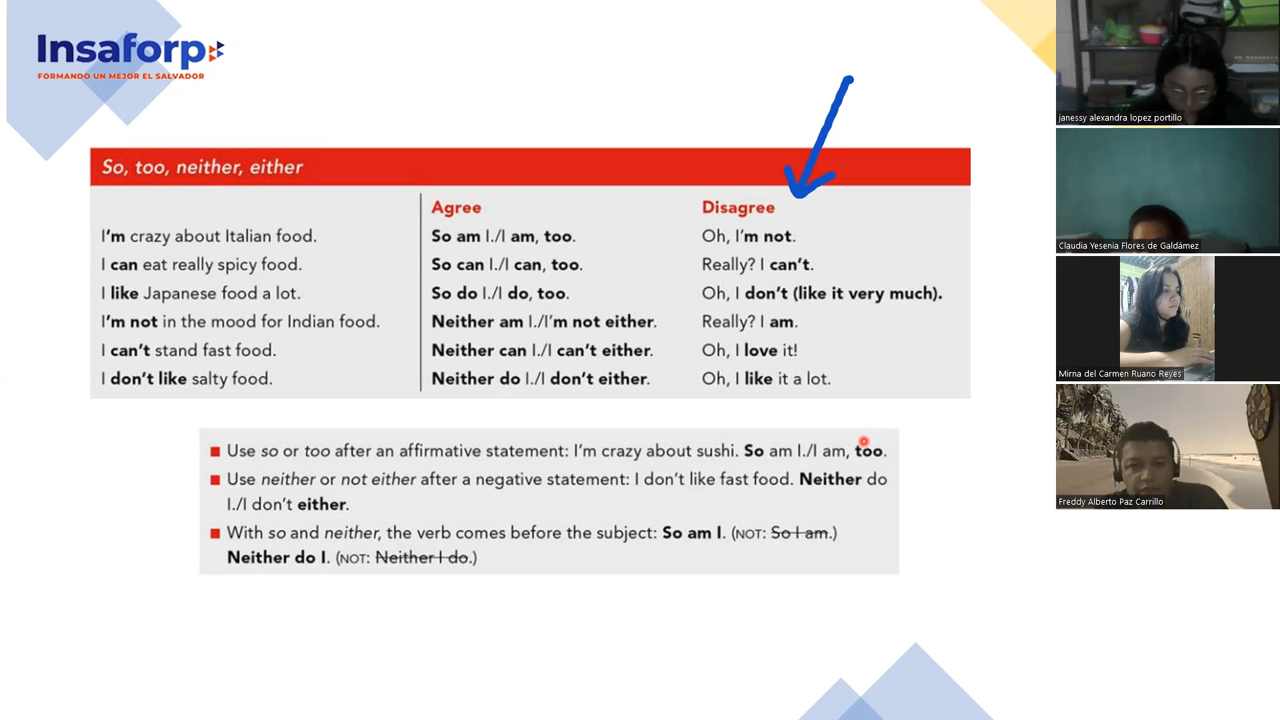 Insaforp
FORMANDO UN MEJOR EL SALVADOR
So, too, neither, either
Agree Disagree
I'm crazy about Italian food. So am I./I am, too. Oh, I'm not.
I can eat really spicy food. So can I./I can, too. Really? I can't.
I like Japanese food a lot. So do I./I do, too. Oh, I don't (like it very much).
I'm not in the mood for Indian food. Neither am I./I'm not either. Really? I am.
I can't stand fast food. Neither can I./I can't either. Oh, I love it!
I don't like salty food. Neither do I./I don't either. Oh, I like it a lot.
Use so or too after an affirmative statement: I'm crazy about sushi. So am I./I am, too.
Use neither or not either after a negative statement: I don't like fast food. Neither do
I./I don't either.
With so and neither, the verb comes before the subject: So am I. (NOT: So I am.)
Neither do I. (NOT: Neither I do.)
janessy alexandra lopez portillo
Claudia Yesenia Flores de Galdámez
Mirna del Carmen Ruano Reyes
Freddy Alberto Paz Carrillo